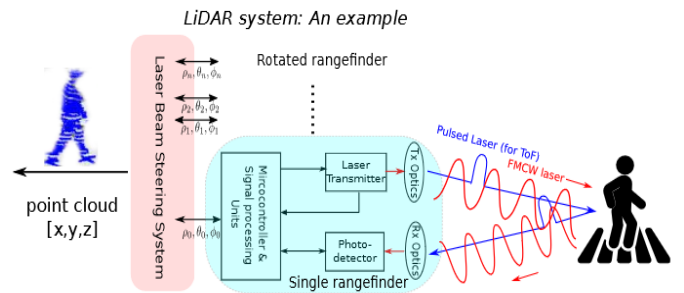 LiDAR system: An example
Rotated rangefinder
Laser Beam Steering System
ρn, θn, ϕn
ρ2, θ2, ϕ2
ρ1, θ1, ϕ1
ρ0, θ0, ϕ0
point cloud
[x,y,z]
Mircocontroller &
Signal processing
Units
Laser
Transmitter
Tx Optics
Photo-
detector
Rx Optics
Single rangefinder
Pulsed Laser (for ToF)
FMCW laser